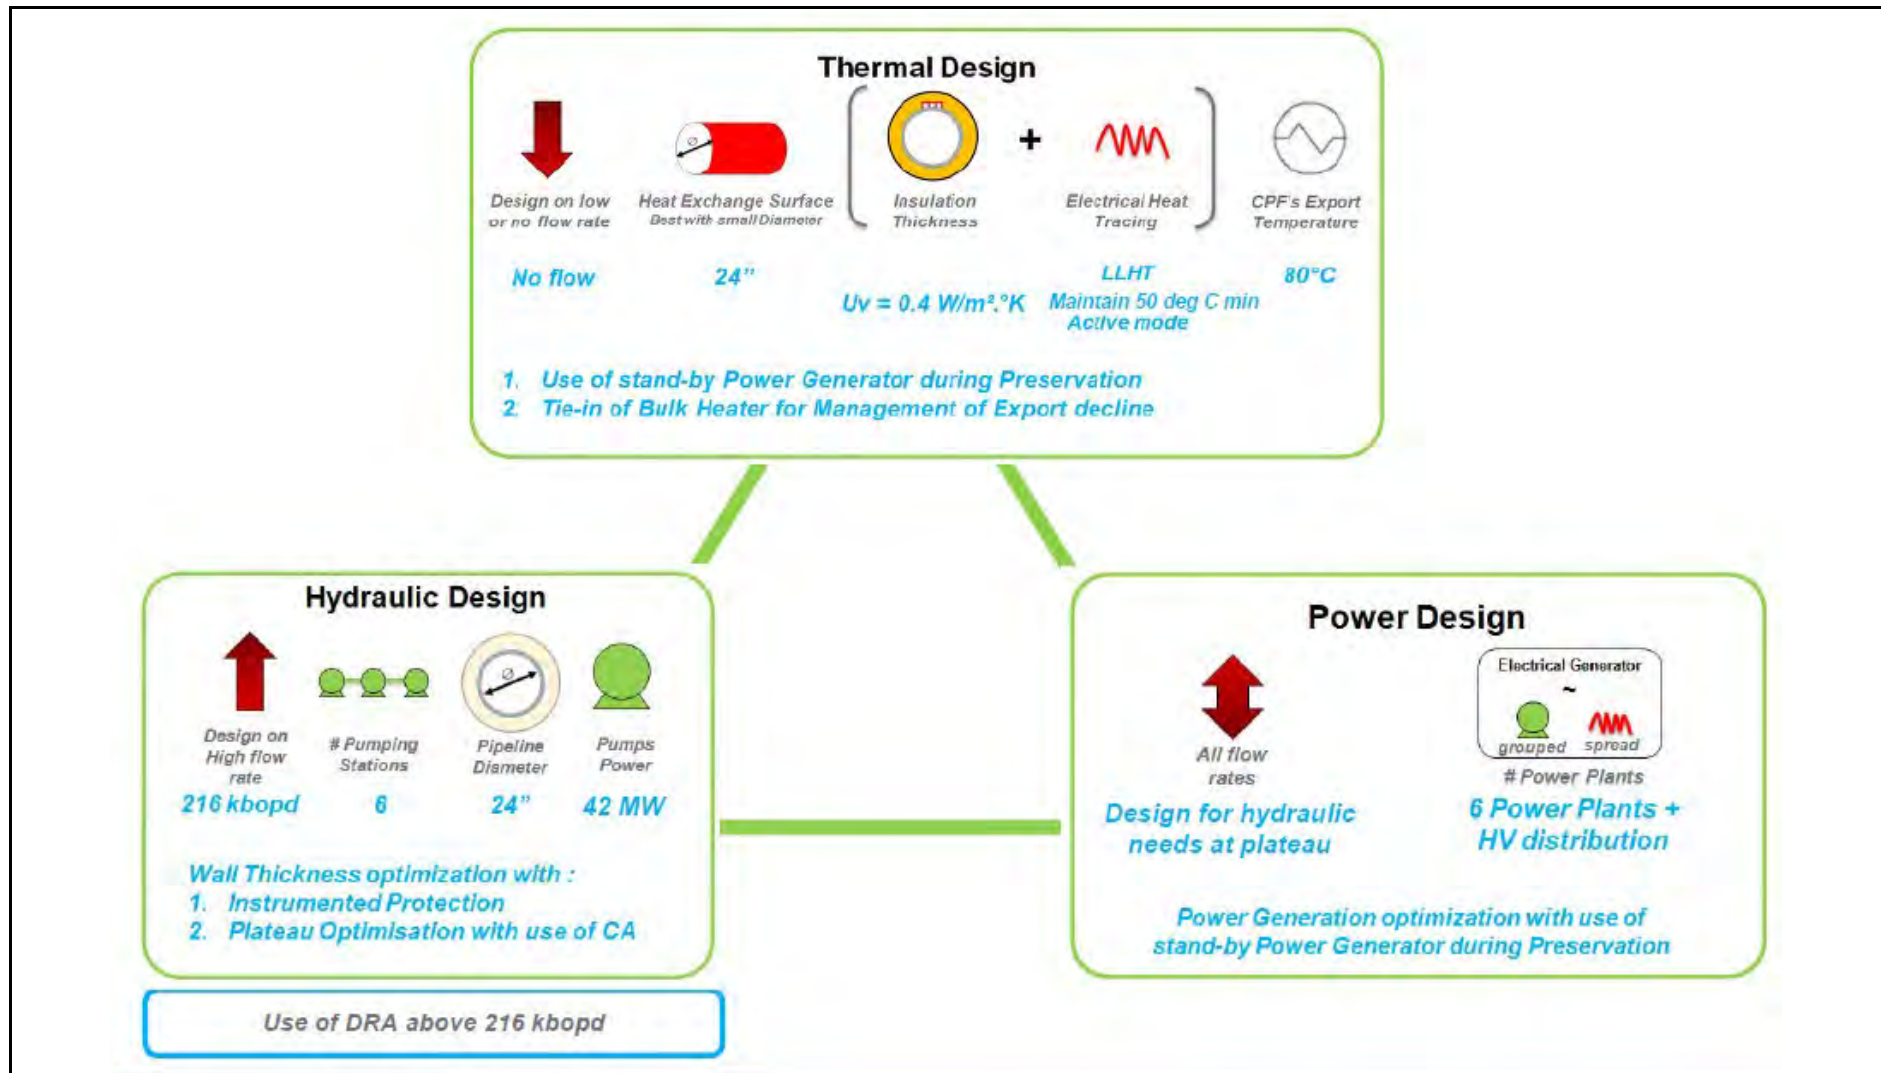 Thermal Design
Design on low
or no flow rate
Heat Exchange Surface
Best with small Diameter
Insulation
Thickness
+
Electrical Heat
Tracing
CPF's Export
Temperature
No flow
24”
Uv = 0.4 W/m².°K
LLHT
Maintain 50 deg C min
Active mode
80°C
1. Use of stand-by Power Generator during Preservation
2. Tie-in of Bulk Heater for Management of Export decline
Hydraulic Design
Design on
High flow
rate
# Pumping
Stations
Pipeline
Diameter
Pumps
Power
216 kbopd
6
24”
42 MW
Wall Thickness optimization with :
1. Instrumented Protection
2. Plateau Optimisation with use of CA
Use of DRA above 216 kbopd
Power Design
All flow
rates
Electrical Generator
~
grouped spread
# Power Plants
Design for hydraulic
needs at plateau
6 Power Plants +
HV distribution
Power Generation optimization with use of
stand-by Power Generator during Preservation